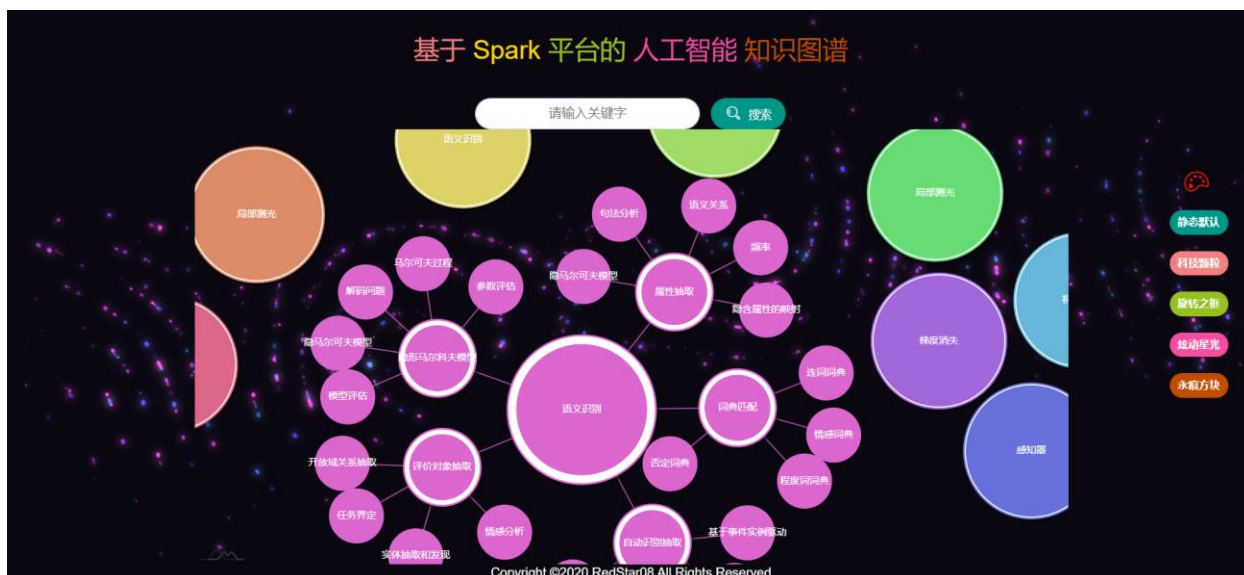 基于 Spark 平台的 人工智能 知识图谱
请输入关键字
搜索
语义识别
局部测光
局部测光
句法分析
语义关系
频率
隐马尔可夫模型
属性抽取
隐含属性的映射
马尔可夫过程
解码问题
参数评估
隐马尔可夫模型
隐形马尔科夫模型
模型评估
梯度消失
语义识别
词典匹配
连词词典
情感词典
否定词典
程度词词典
感知器
开放域关系抽取
评价对象抽取
任务界定
情感分析
实体抽取和发现
自动识别抽取
基于事件实例驱动
静态默认
科技颗粒
旋转之框
炫动星光
永痕方块
Copyright ©2020 RedStar08 All Rights Reserved